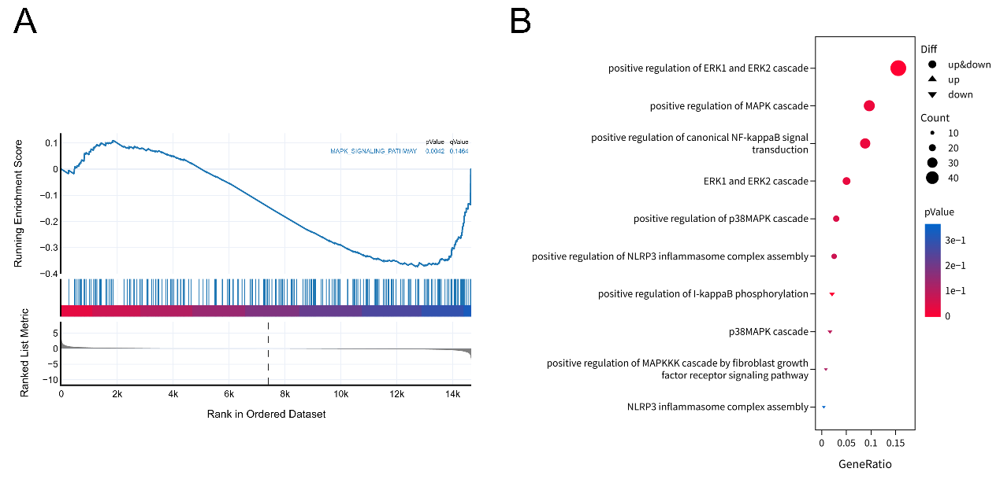 A
B
0.1
0
−0.1
−0.2
−0.3
−0.4
Running Enrichment Score
pValue qValue
MAPK SIGNALING PATHWAY 0.0042 0.1464
Ranked List Metric
5
0
−5
−10
0 2k 4k 6k 8k 10k 12k 14k
Rank in Ordered Dataset
positive regulation of ERK1 and ERK2 cascade
positive regulation of MAPK cascade
positive regulation of canonical NF-kappaB signal
transduction
ERK1 and ERK2 cascade
positive regulation of p38MAPK cascade
positive regulation of NLRP3 inflammasome complex assembly
positive regulation of I-kappaB phosphorylation
p38MAPK cascade
positive regulation of MAPKKK cascade by fibroblast growth
factor receptor signaling pathway
NLRP3 inflammasome complex assembly
0 0.05 0.1 0.15
GeneRatio
Diff
up&down
up
down
Count
10
20
30
40
pValue
3e−1
2e−1
1e−1
0